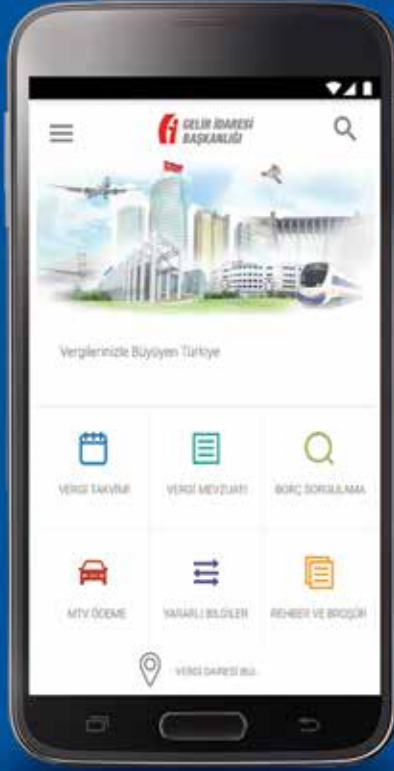 GELİR İDARESİ
BAŞKANLIĞI
Vergilerinizle Büyüyen Türkiye
VERGİ TAKVİMİ
VERGİ MEVZUATI
BORÇ SORGULAMA
MTV ÖDEME
YARARLI BİLGİLER
REHBER VE BROŞÜR
VERGİ DAİRESİ BUL